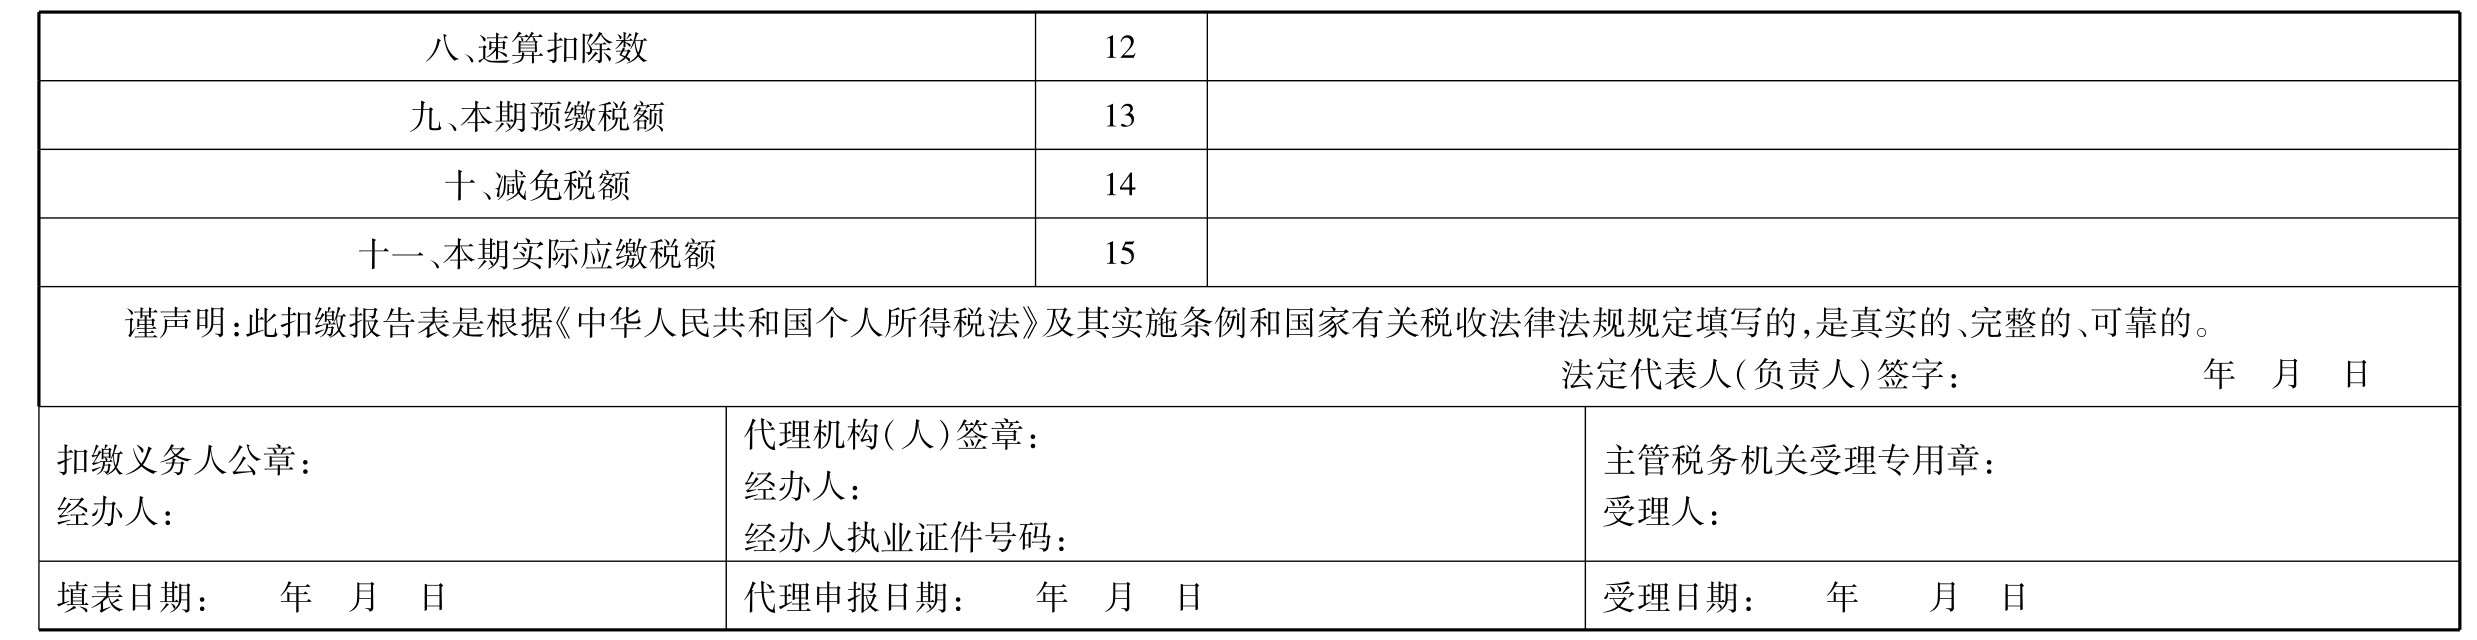 八、速算扣除数 12
九、本期预缴税额 13
十、减免税额 14
十一、本期实际应缴税额 15
谨声明:此扣缴报告表是根据《中华人民共和国个人所得税法》及其实施条例和国家有关税收法律法规规定填写的,是真实的、完整的、可靠的。
法定代表人(负责人)签字: 年 月 日
扣缴义务人公章:
经办人:
代理机构(人)签章:
经办人:
经办人执业证件号码:
主管税务机关受理专用章:
受理人:
填表日期: 年 月 日 代理申报日期: 年 月 日 受理日期: 年 月 日